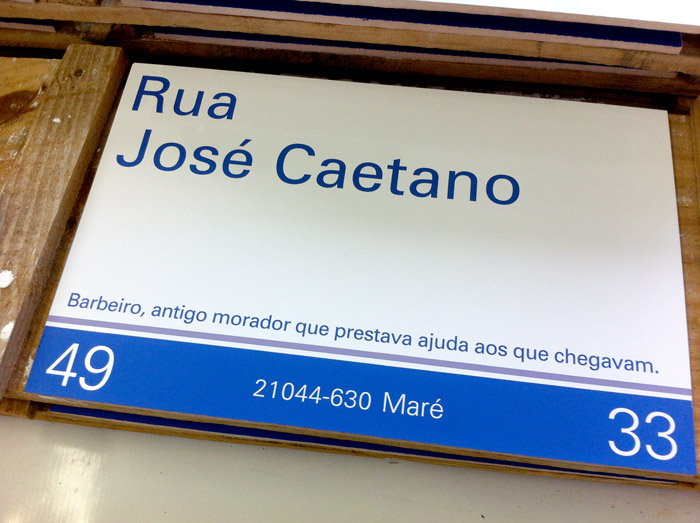 Rua
José Caetano
Barbeiro, antigo morador que prestava ajuda aos que chegavam.
49 21044-630 Maré 33